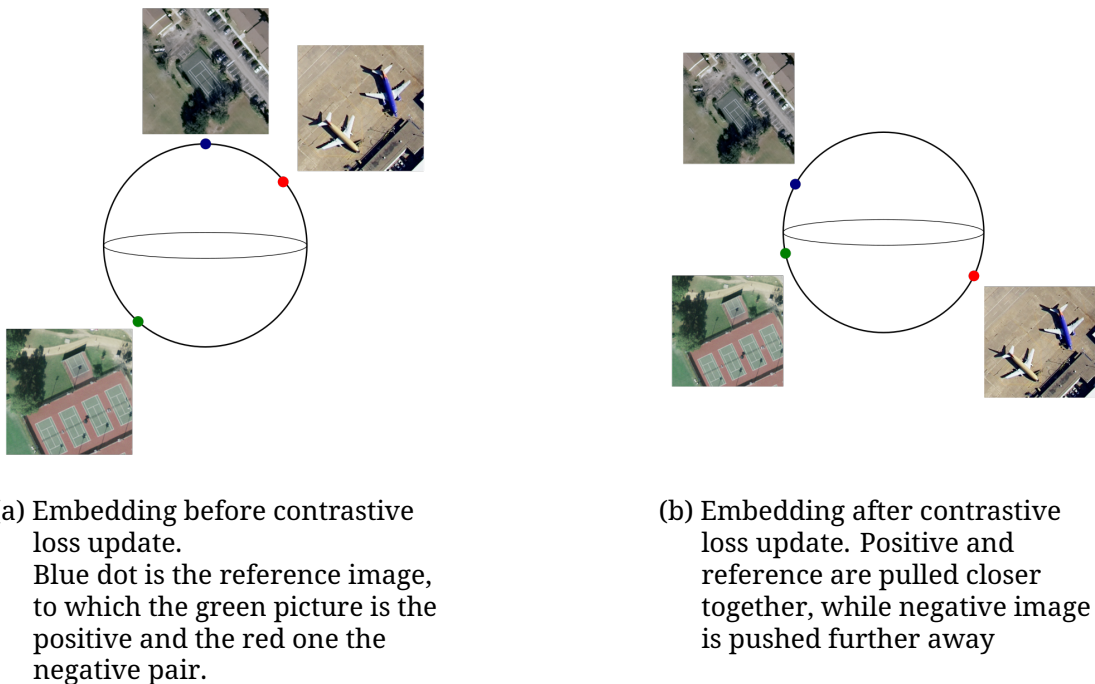 a) Embedding before contrastive
loss update.
Blue dot is the reference image,
to which the green picture is the
positive and the red one the
negative pair.
(b) Embedding after contrastive
loss update. Positive and
reference are pulled closer
together, while negative image
is pushed further away